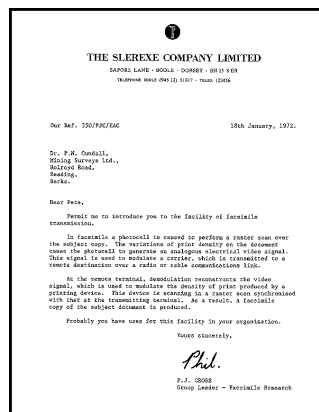 THE SLEREXE COMPANY LIMITED
SAPORS LANE - BOOLE - DORSET - BH 25 8 ER
TELEPHONE BOOLE (945 13) 51617 - TELEX 123456
Our Ref. 350/PJC/EAC 18th January, 1972.
Dr. P.N. Cundall,
Mining Surveys Ltd.,
Holroyd Road,
Reading,
Berks.
Dear Pete,
Permit me to introduce you to the facility of facsimile
transmission.
In facsimile a photocell is caused to perform a raster scan over
the subject copy. The variations of print density on the document
cause the photocell to generate an analogous electrical video signal.
This signal is used to modulate a carrier, which is transmitted to a
remote destination over a radio or cable communications link.
At the remote terminal, demodulation reconstructs the video
signal, which is used to modulate the density of print produced by a
printing device. This device is scanning in a raster scan synchronised
with that at the transmitting terminal. As a result, a facsimile
copy of the subject document is produced.
Probably you have uses for this facility in your organisation.
Yours sincerely,
Phil.
P.J. CROSS
Group Leader - Facsimile Research